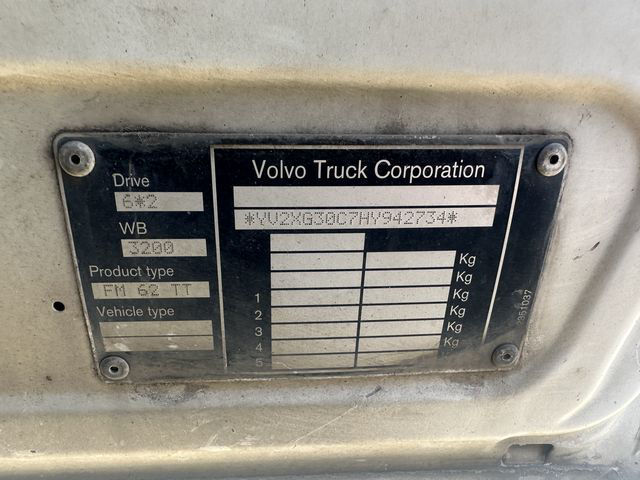 Volvo Truck Corporation
Drive
6*2
WB
3200
Product type
FM 62 TT
Vehicle type
*YV2XG30C7HY942734*
Kg
Kg
1 Kg
2 Kg
3 Kg
4 Kg
5